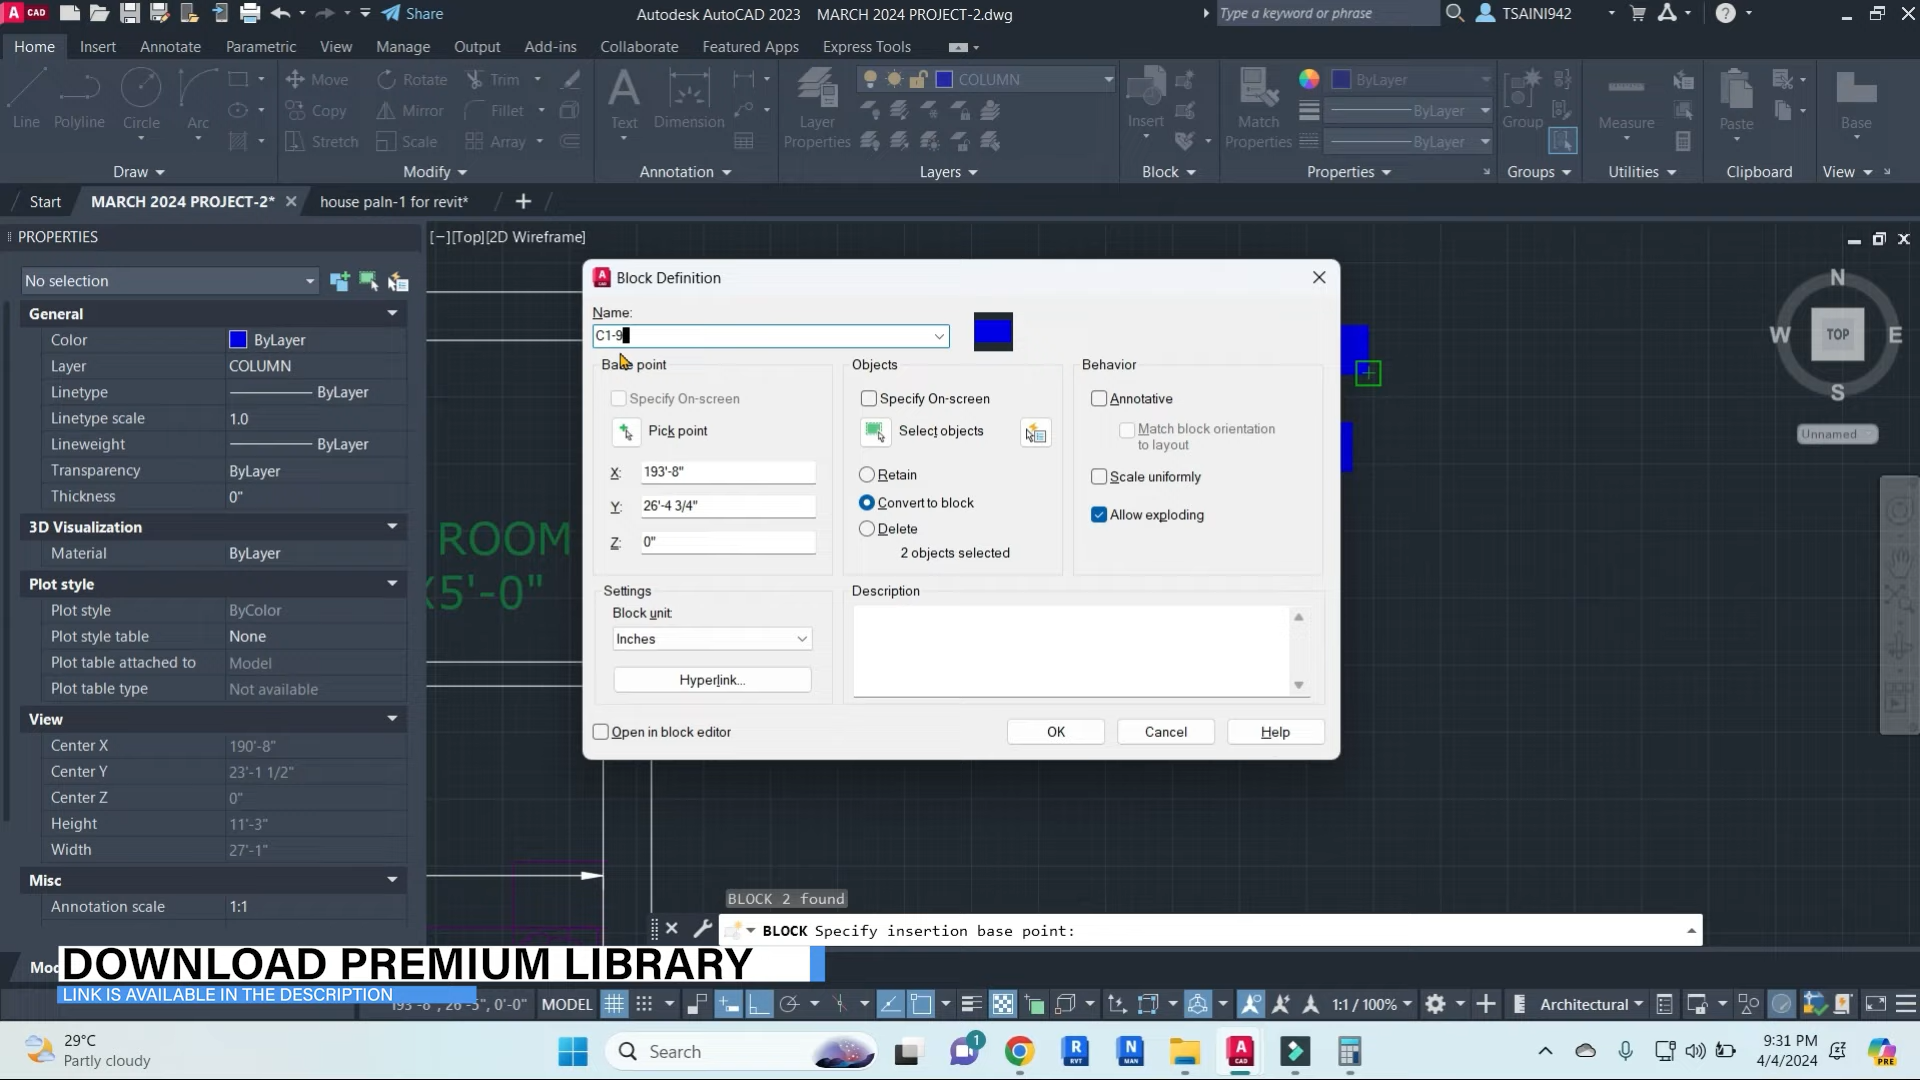 CAD
Share
Autodesk AutoCAD 2023 MARCH 2024 PROJECT-2.dwg
Type a keyword or phrase
TSAINI942
Home Insert Annotate Parametric View Manage Output Add-ins Collaborate Featured Apps Express Tools
Line Polyline Circle Arc
Move Rotate Trim
Copy Mirror Fillet
Stretch Scale Array
Text Dimension
Layer Properties
COLUMN
Insert
Match Properties
ByLayer
ByLayer
ByLayer
Group
Measure
Paste
Base
Draw Modify Annotation Layers Block Properties Groups Utilities Clipboard View
Start MARCH 2024 PROJECT-2* house paln-1 for revit*
PROPERTIES
[−][Top][2D Wireframe]
No selection
General
Color ByLayer
Layer COLUMN
Linetype ByLayer
Linetype scale 1.0
Lineweight ByLayer
Transparency ByLayer
Thickness 0"
3D Visualization
Material ByLayer
Plot style
Plot style ByColor
Plot style table None
Plot table attached to Model
Plot table type Not available
View
Center X 190'-8"
Center Y 23'-1 1/2"
Center Z 0"
Height 11'-3"
Width 27'-1"
Misc
Annotation scale 1:1
ROOM
X5'-0"
Block Definition
Name:
C1-9
Base point
Specify On-screen
Pick point
X: 193'-8"
Y: 26'-4 3/4"
Z: 0"
Objects
Specify On-screen
Select objects
Retain
Convert to block
Delete
2 objects selected
Behavior
Annotative
Match block orientation
to layout
Scale uniformly
Allow exploding
Settings
Block unit:
Inches
Hyperlink...
Description
Open in block editor
OK Cancel Help
N
W TOP E
S
Unnamed
BLOCK 2 found
BLOCK Specify insertion base point:
DOWNLOAD PREMIUM LIBRARY
LINK IS AVAILABLE IN THE DESCRIPTION
193'-8", 26'-5", 0'-0" MODEL 1:1 / 100% Architectural
29°C
Partly cloudy
Search
1
RVT
MAN
CAD
9:31 PM
4/4/2024
PRE